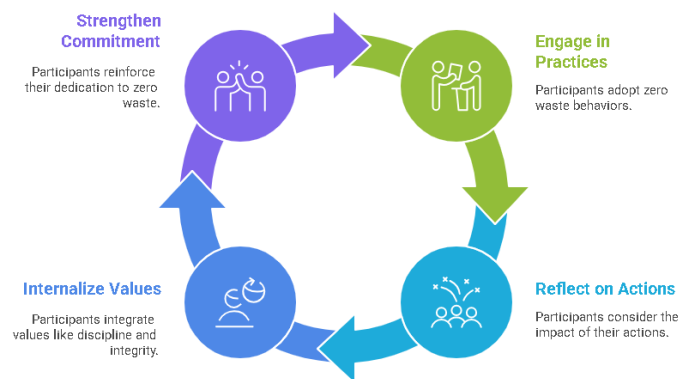 Strengthen
Commitment
Participants reinforce
their dedication to zero
waste.
Engage in
Practices
Participants adopt zero
waste behaviors.
Internalize Values
Participants integrate
values like discipline and
integrity.
Reflect on Actions
Participants consider the
impact of their actions.